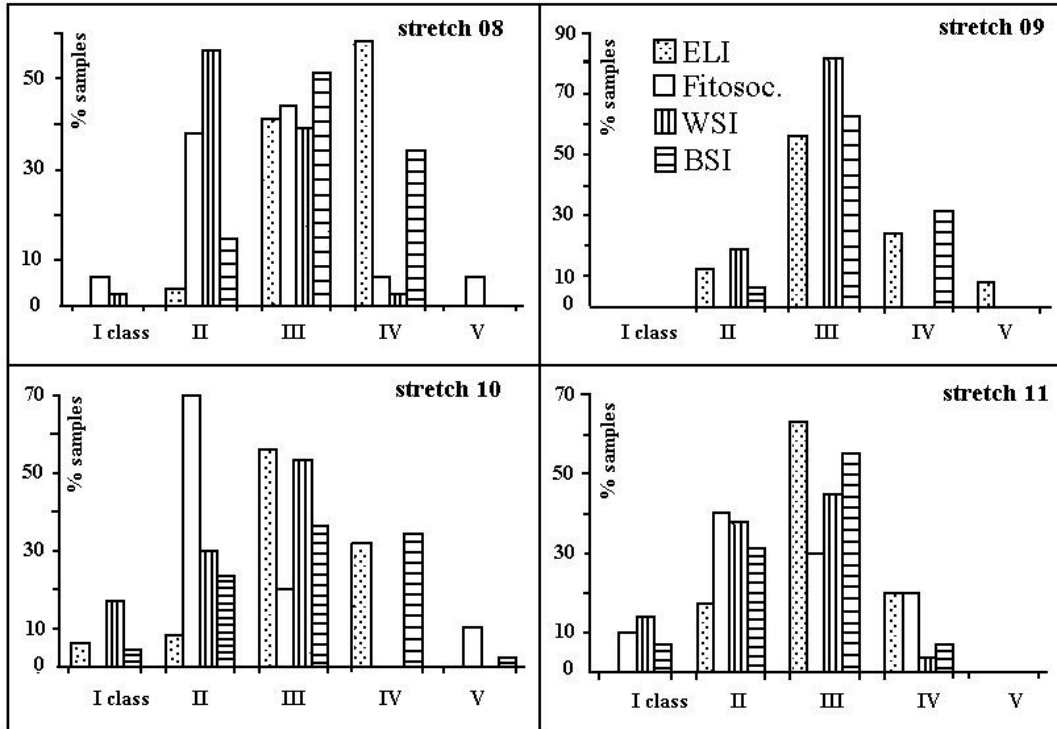 stretch 08
% samples
50
30
10
0
I class II III IV V
stretch 09
% samples
90
70
50
30
10
0
ELI
Fitosoc.
WSI
BSI
I class II III IV V
stretch 10
% samples
70
50
30
10
0
I class II III IV V
stretch 11
% samples
70
50
30
10
0
I class II III IV V